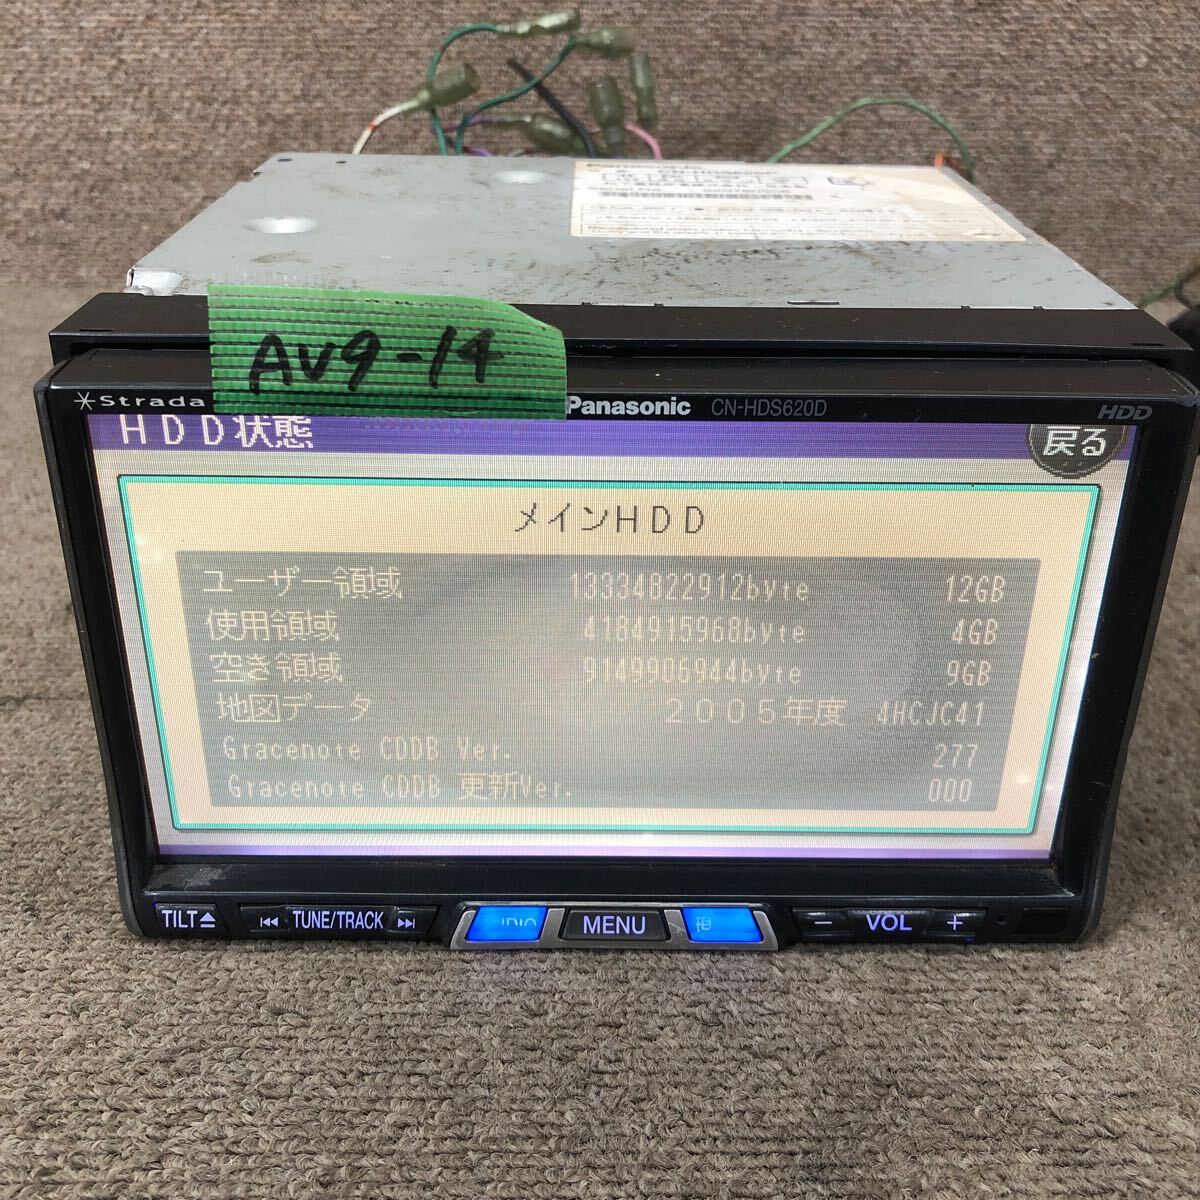 Panasonic
AV9-14
Strada
Panasonic CN-HDS620D
HDD
HDD状態
戻る
メインHDD
ユーザー領域 13334822912byte 12GB
使用領域 4184915968byte 4GB
空き領域 9149906944byte 9GB
地図データ 2005年度 4HCJC41
Gracenote CDDB Ver. 277
Gracenote CDDB 更新Ver. 000
TILT
TUNE/TRACK
AUDIO
MENU
− VOL +